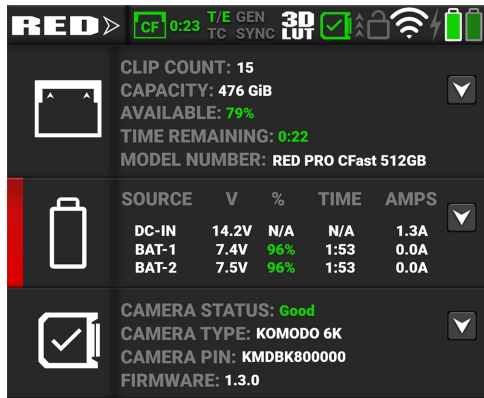 RED
CF 0:23
T/E GEN
TC SYNC
3D
LUT
CLIP COUNT: 15
CAPACITY: 476 GiB
AVAILABLE: 79%
TIME REMAINING: 0:22
MODEL NUMBER: RED PRO CFast 512GB
SOURCE V % TIME AMPS
DC-IN 14.2V N/A N/A 1.3A
BAT-1 7.4V 96% 1:53 0.0A
BAT-2 7.5V 96% 1:53 0.0A
CAMERA STATUS: Good
CAMERA TYPE: KOMODO 6K
CAMERA PIN: KMDBK800000
FIRMWARE: 1.3.0